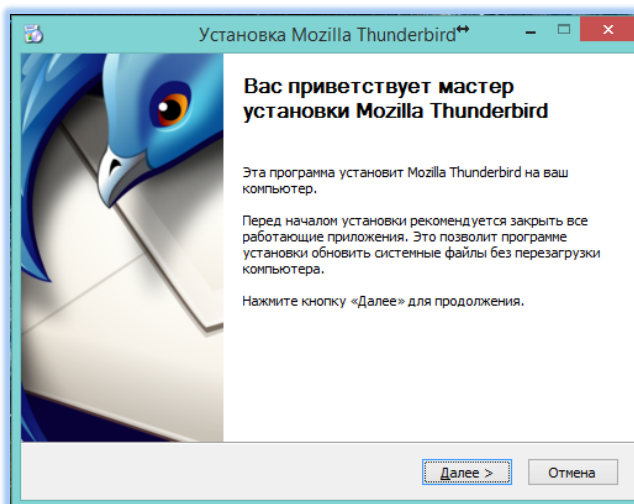 Установка Mozilla Thunderbird
Вас приветствует мастер
установки Mozilla Thunderbird
Эта программа установит Mozilla Thunderbird на ваш
компьютер.
Перед началом установки рекомендуется закрыть все
работающие приложения. Это позволит программе
установки обновить системные файлы без перезагрузки
компьютера.
Нажмите кнопку «Далее» для продолжения.
Далее > Отмена